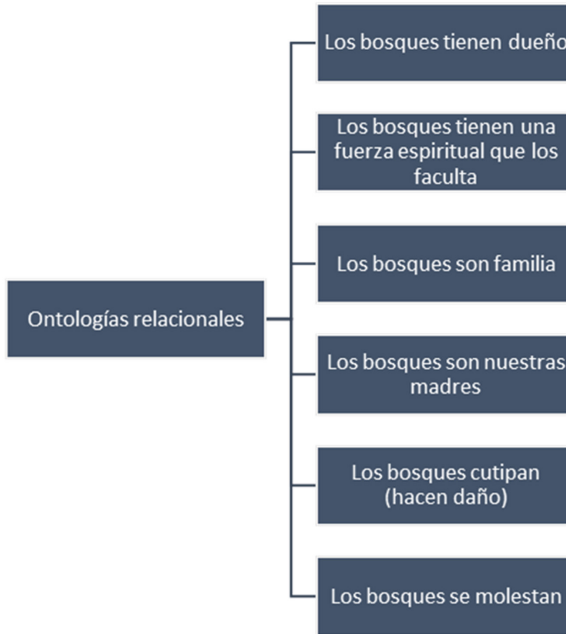 Los bosques tienen dueño
Los bosques tienen una
fuerza espiritual que los
faculta
Los bosques son familia
Ontologías relacionales
Los bosques son nuestras
madres
Los bosques cutipan
(hacen daño)
Los bosques se molestan